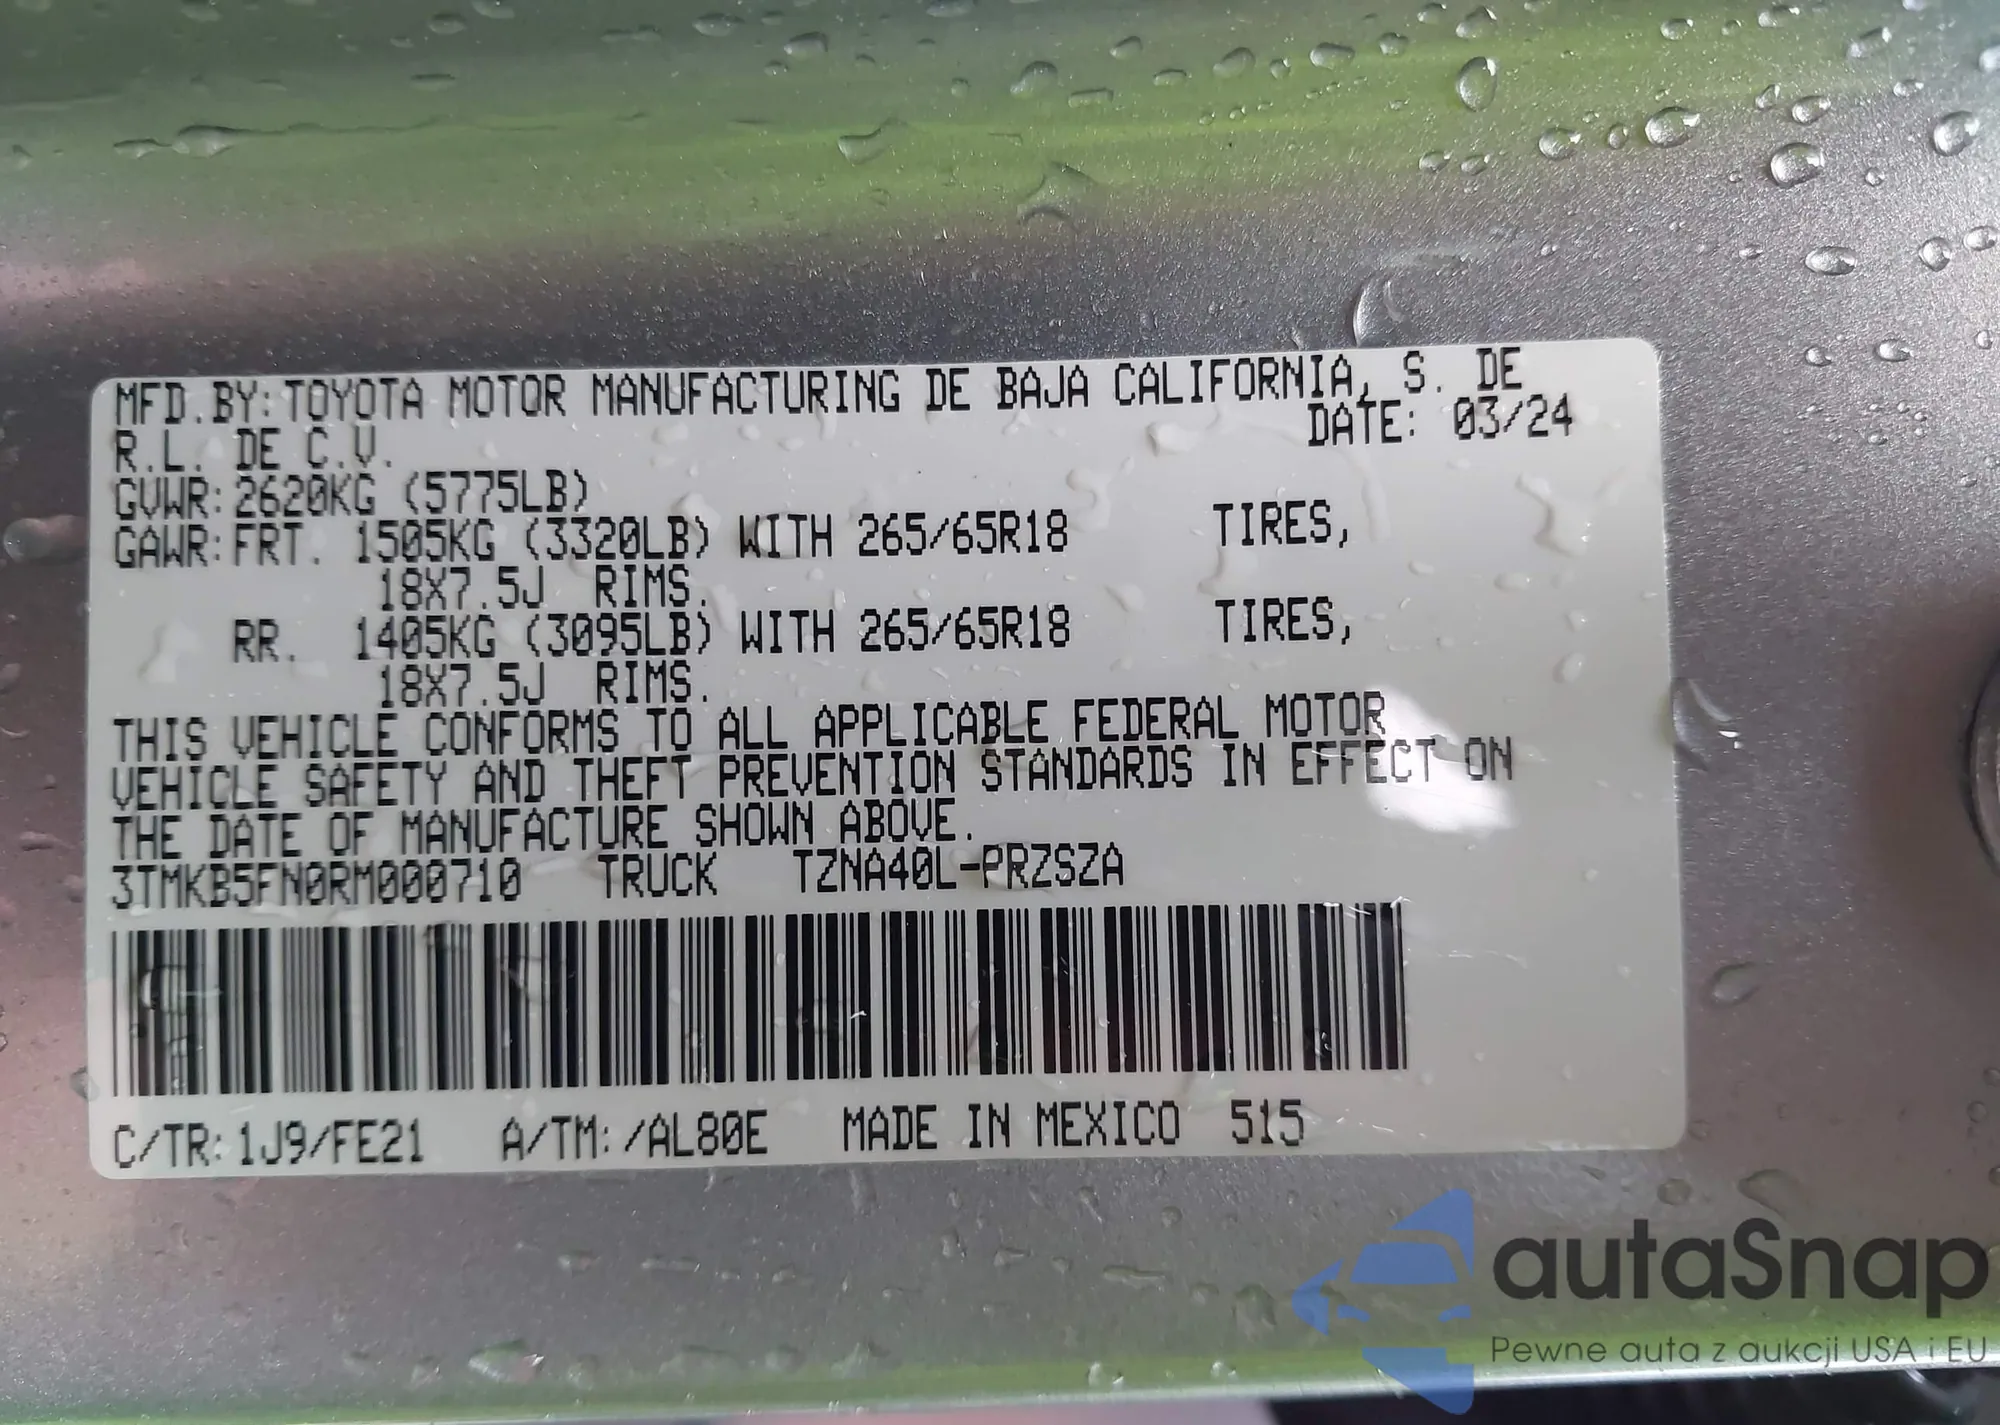 MFD.BY:TOYOTA MOTOR MANUFACTURING DE BAJA CALIFORNIA, S. DE
R.L. DE C.V. DATE: 03/24
GVWR:2620KG (5775LB)
GAWR:FRT. 1505KG (3320LB) WITH 265/65R18 TIRES,
18X7.5J RIMS.
RR. 1405KG (3095LB) WITH 265/65R18 TIRES,
18X7.5J RIMS.
THIS VEHICLE CONFORMS TO ALL APPLICABLE FEDERAL MOTOR
VEHICLE SAFETY AND THEFT PREVENTION STANDARDS IN EFFECT ON
THE DATE OF MANUFACTURE SHOWN ABOVE.
3TMKB5FN0RM000710 TRUCK TZNA40L-PRZSZA
C/TR:1J9/FE21 A/TM:/AL80E MADE IN MEXICO 515
autaSnap
Pewne auta z aukcji USA i EU